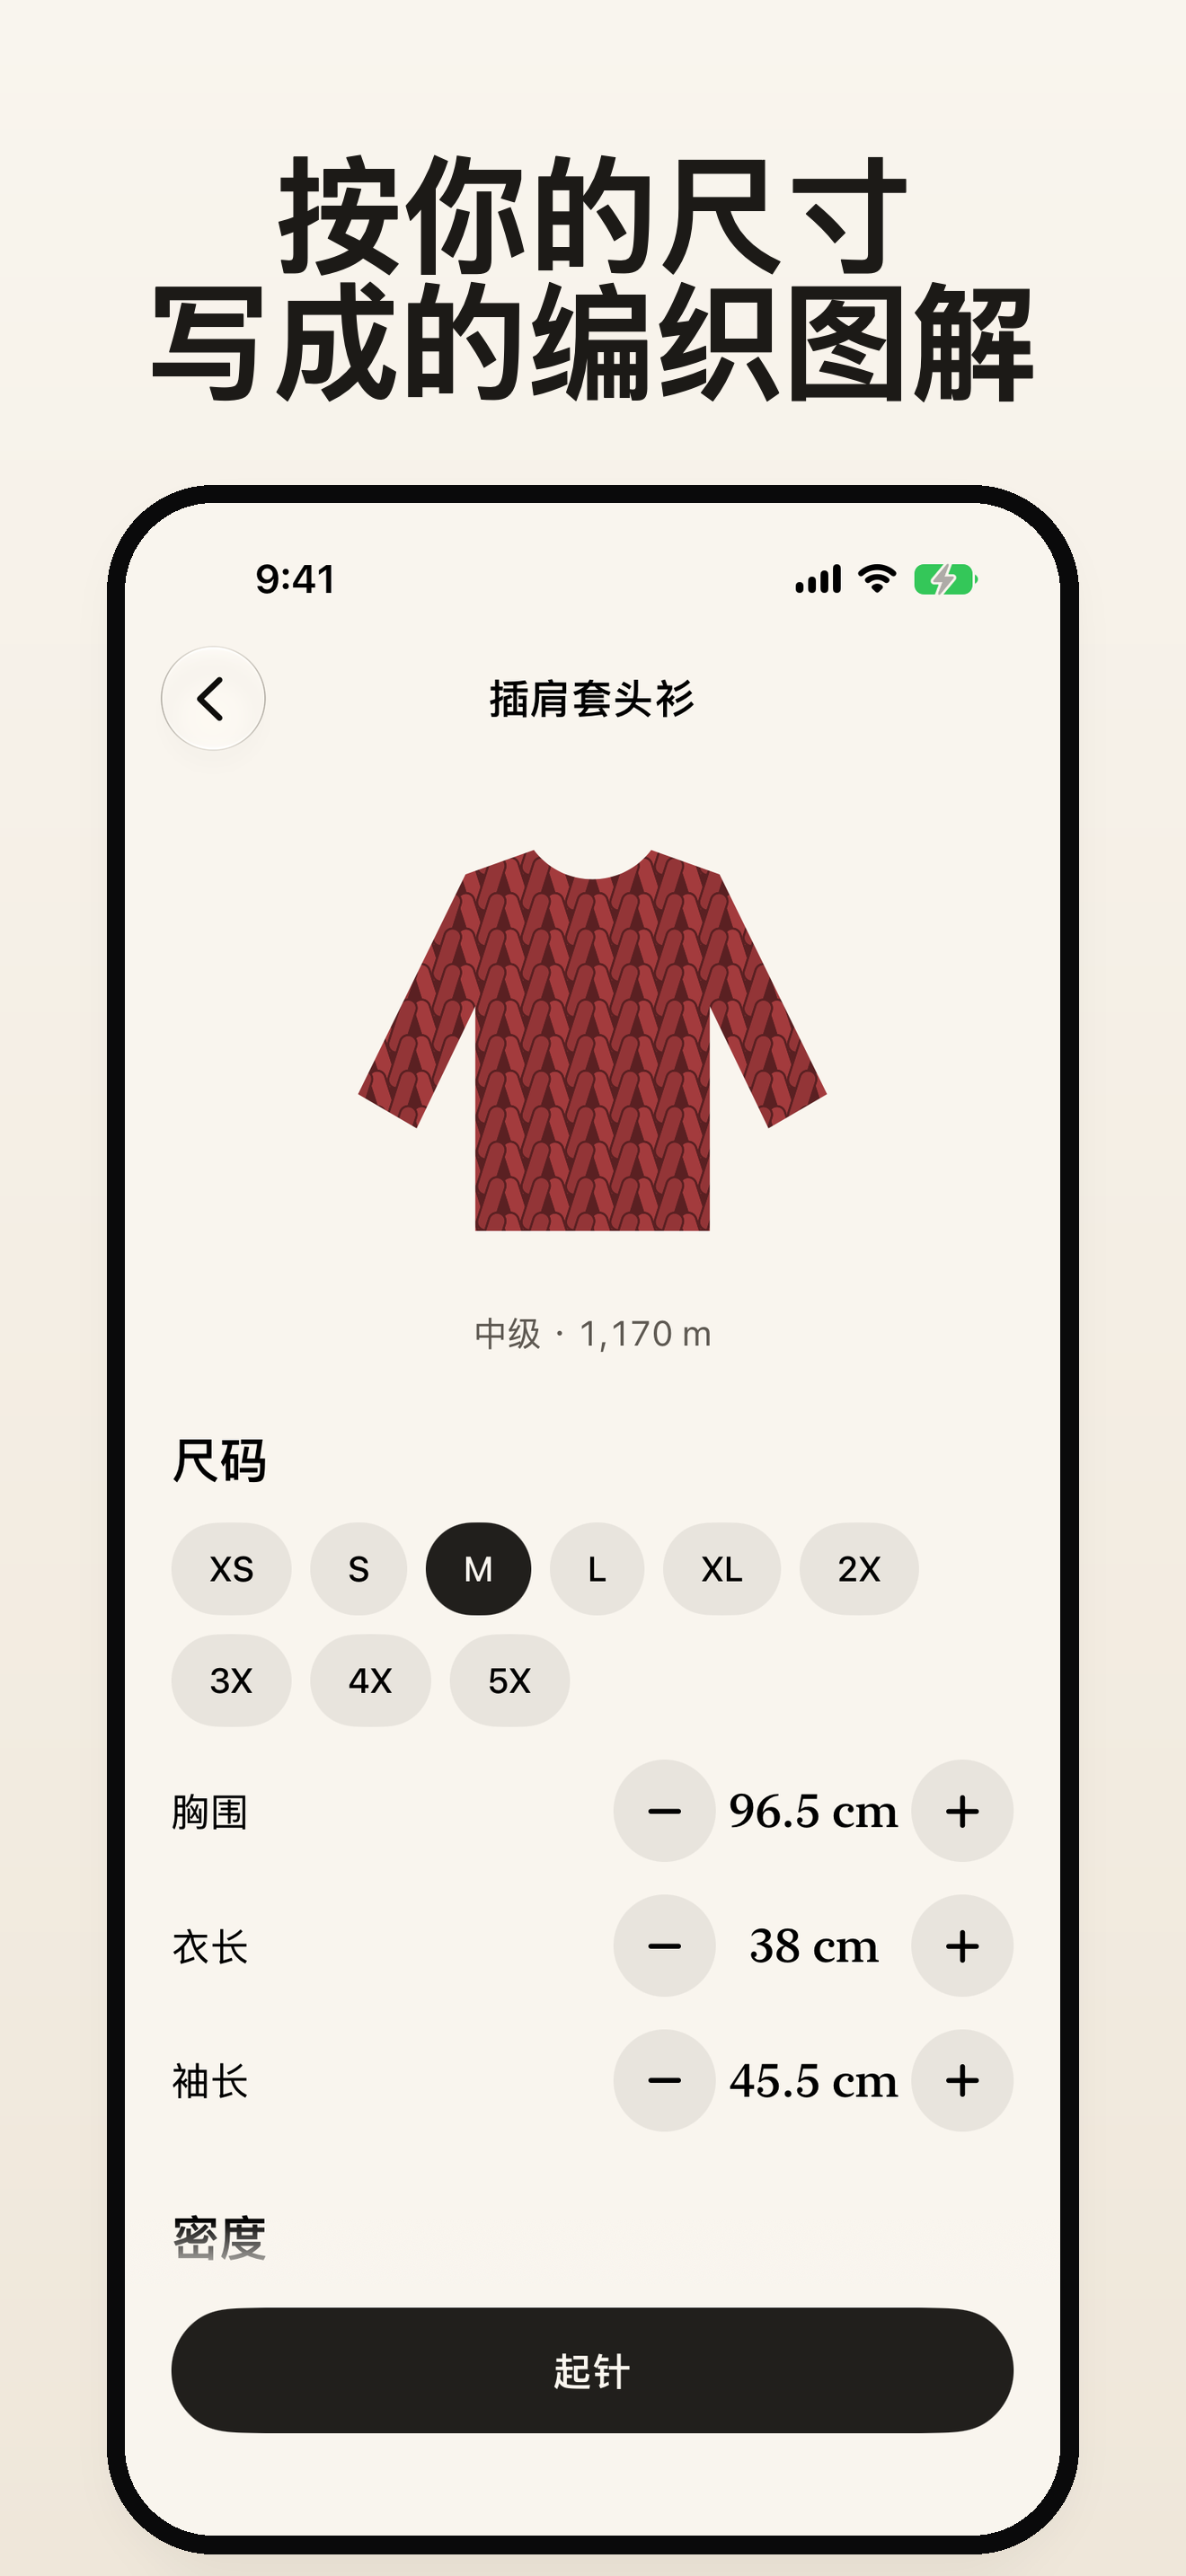 按你的尺寸
写成的编织图解
9:41
插肩套头衫
中级 · 1,170 m
尺码
XS S M L XL 2X
3X 4X 5X
胸围 − 96.5 cm +
衣长 − 38 cm +
袖长 − 45.5 cm +
密度
起针